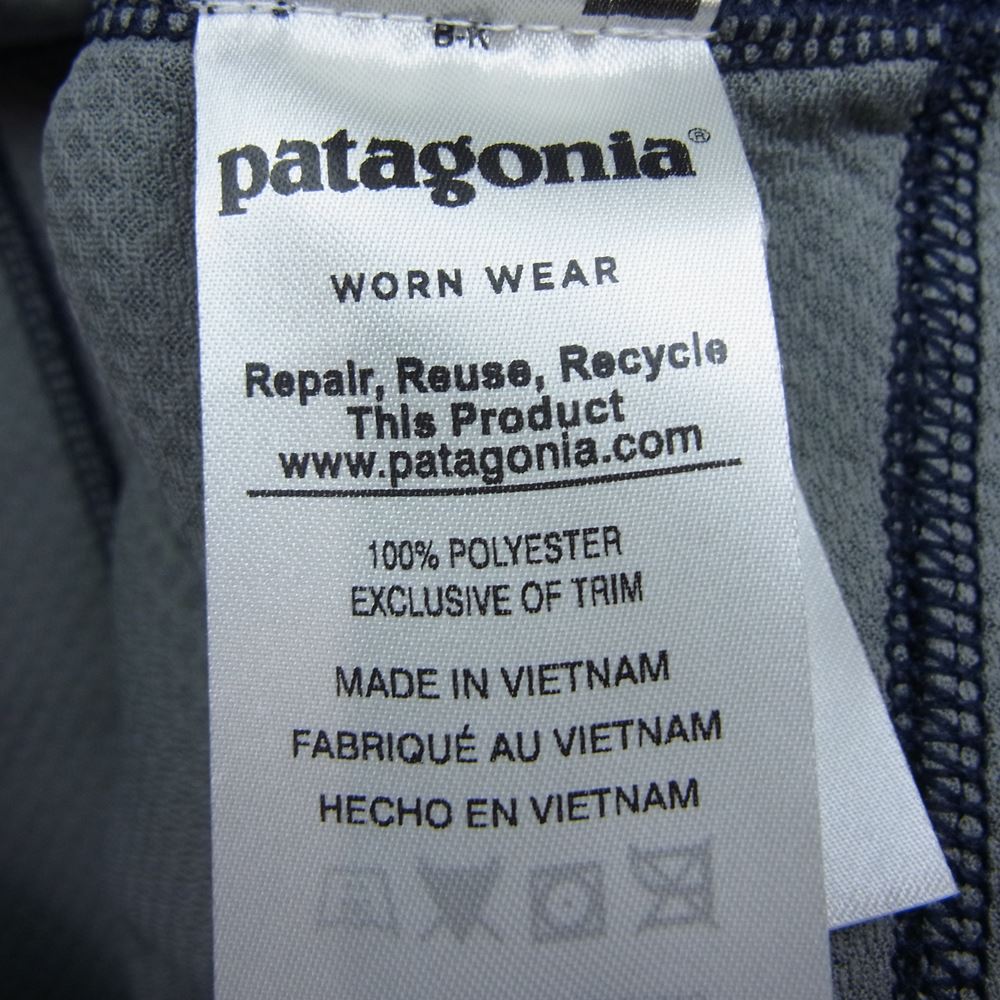 patagonia®
WORN WEAR
Repair, Reuse, Recycle
This Product
www.patagonia.com
100% POLYESTER
EXCLUSIVE OF TRIM
MADE IN VIETNAM
FABRIQUÉ AU VIETNAM
HECHO EN VIETNAM